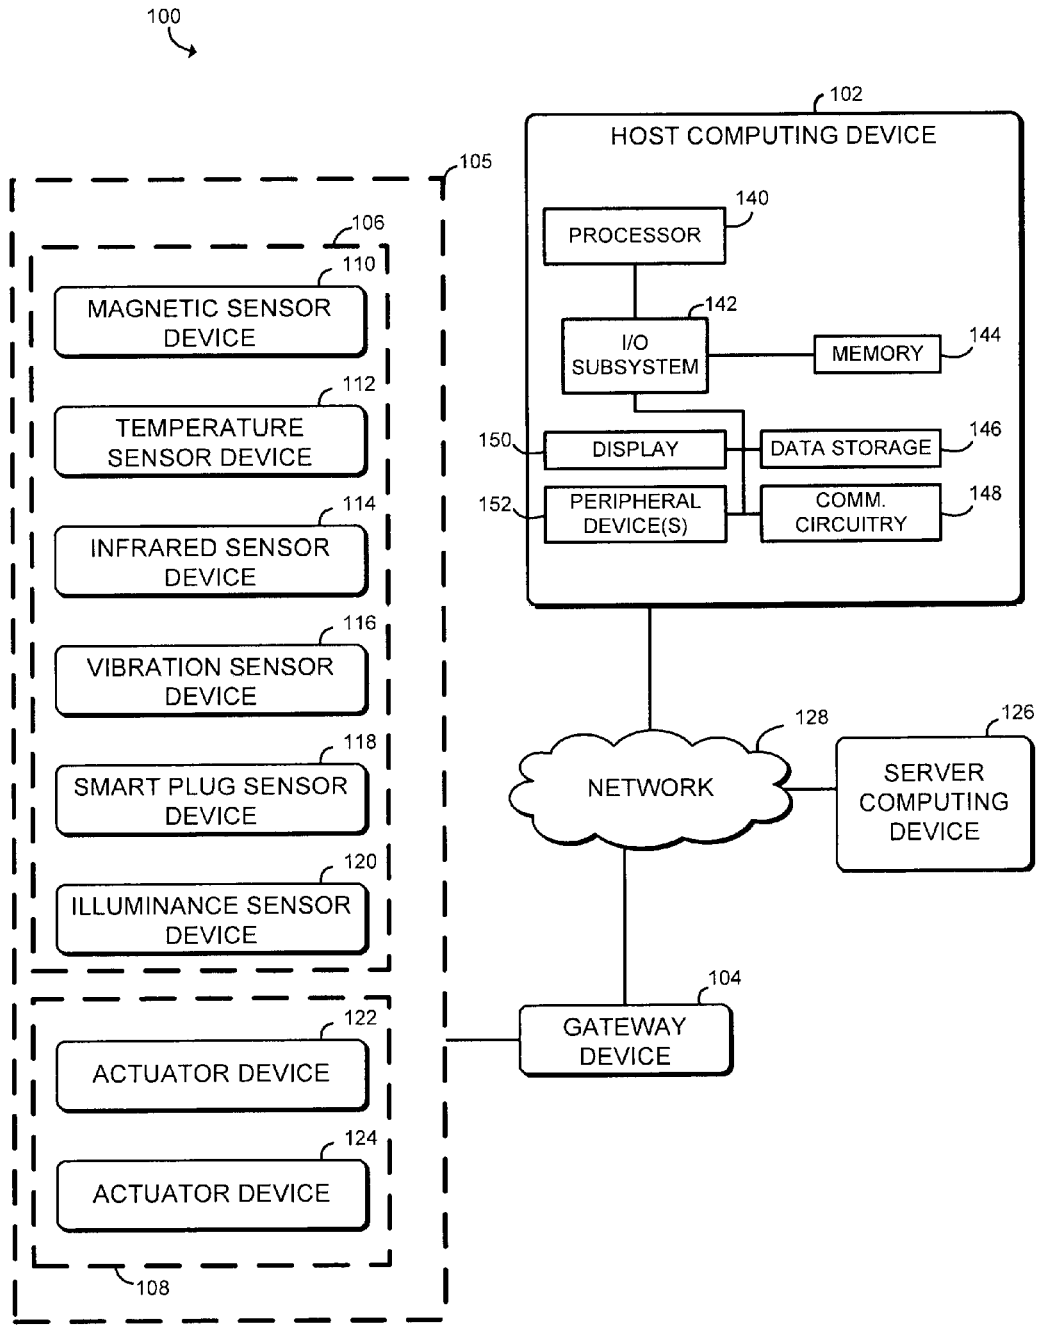 100
102
HOST COMPUTING DEVICE
105
106
110
MAGNETIC SENSOR
DEVICE
112
TEMPERATURE
SENSOR DEVICE
114
INFRARED SENSOR
DEVICE
116
VIBRATION SENSOR
DEVICE
118
SMART PLUG SENSOR
DEVICE
120
ILLUMINANCE SENSOR
DEVICE
122
ACTUATOR DEVICE
124
ACTUATOR DEVICE
108
140
PROCESSOR
142
I/O
SUBSYSTEM
144
MEMORY
150
DISPLAY
146
DATA STORAGE
152
PERIPHERAL
DEVICE(S)
148
COMM.
CIRCUITRY
128
NETWORK
126
SERVER
COMPUTING
DEVICE
104
GATEWAY
DEVICE